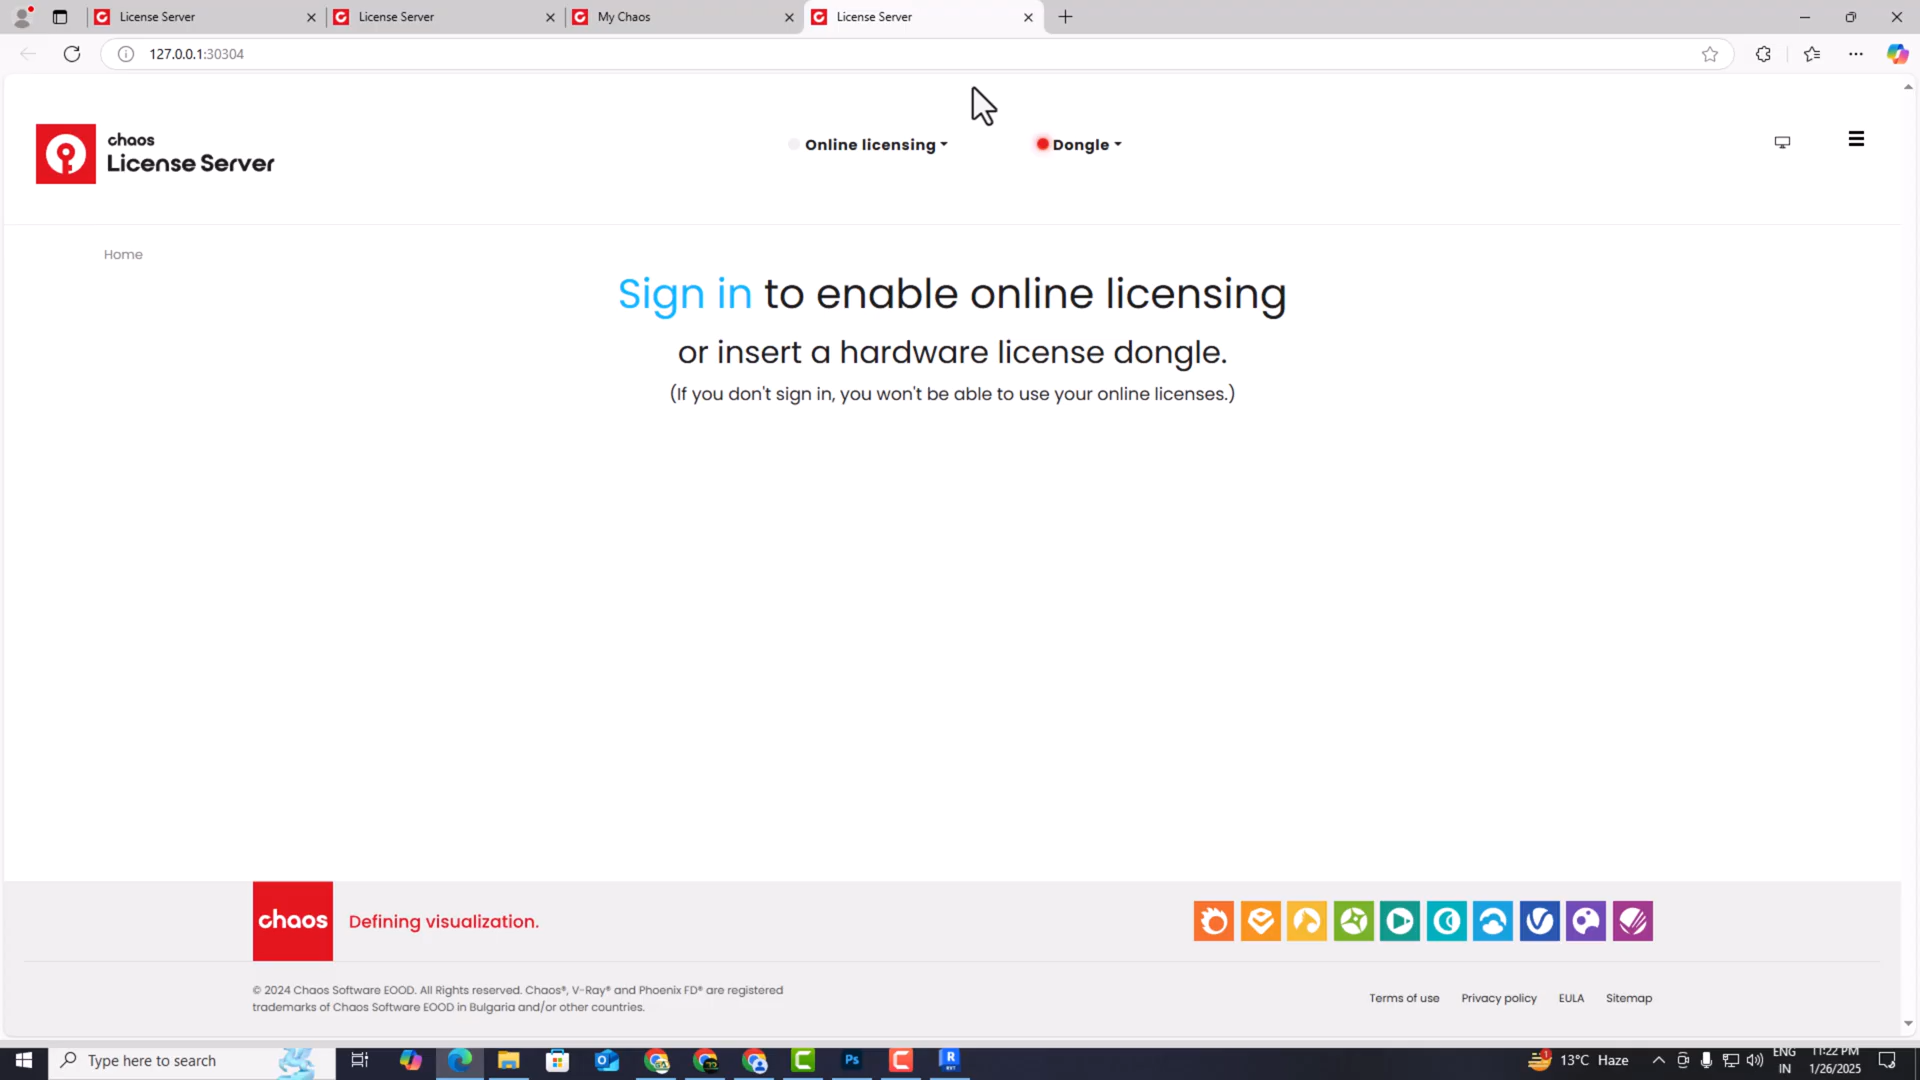 License Server
License Server
My Chaos
License Server
127.0.0.1:30304
chaos
License Server
Online licensing
Dongle
Home
Sign in to enable online licensing
or insert a hardware license dongle.
(If you don't sign in, you won't be able to use your online licenses.)
chaos
Defining visualization.
© 2024 Chaos Software EOOD. All Rights reserved. Chaos®, V-Ray® and Phoenix FD® are registered
trademarks of Chaos Software EOOD in Bulgaria and/or other countries.
Terms of use
Privacy policy
EULA
Sitemap
Type here to search
Ps
R
13°C Haze
ENG
IN
11:22 PM
1/26/2025